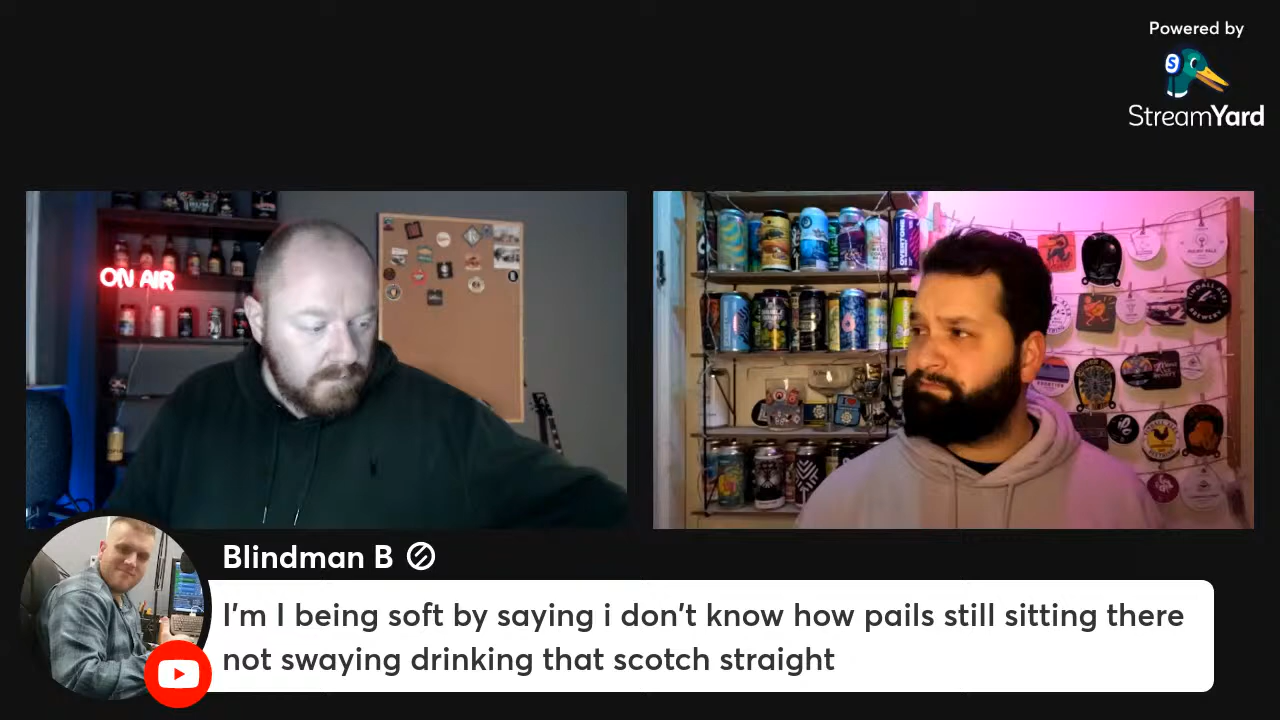 Powered by
S
StreamYard
ON AIR
OVERTONE
Blindman B
I'm I being soft by saying i don't know how pails still sitting there
not swaying drinking that scotch straight